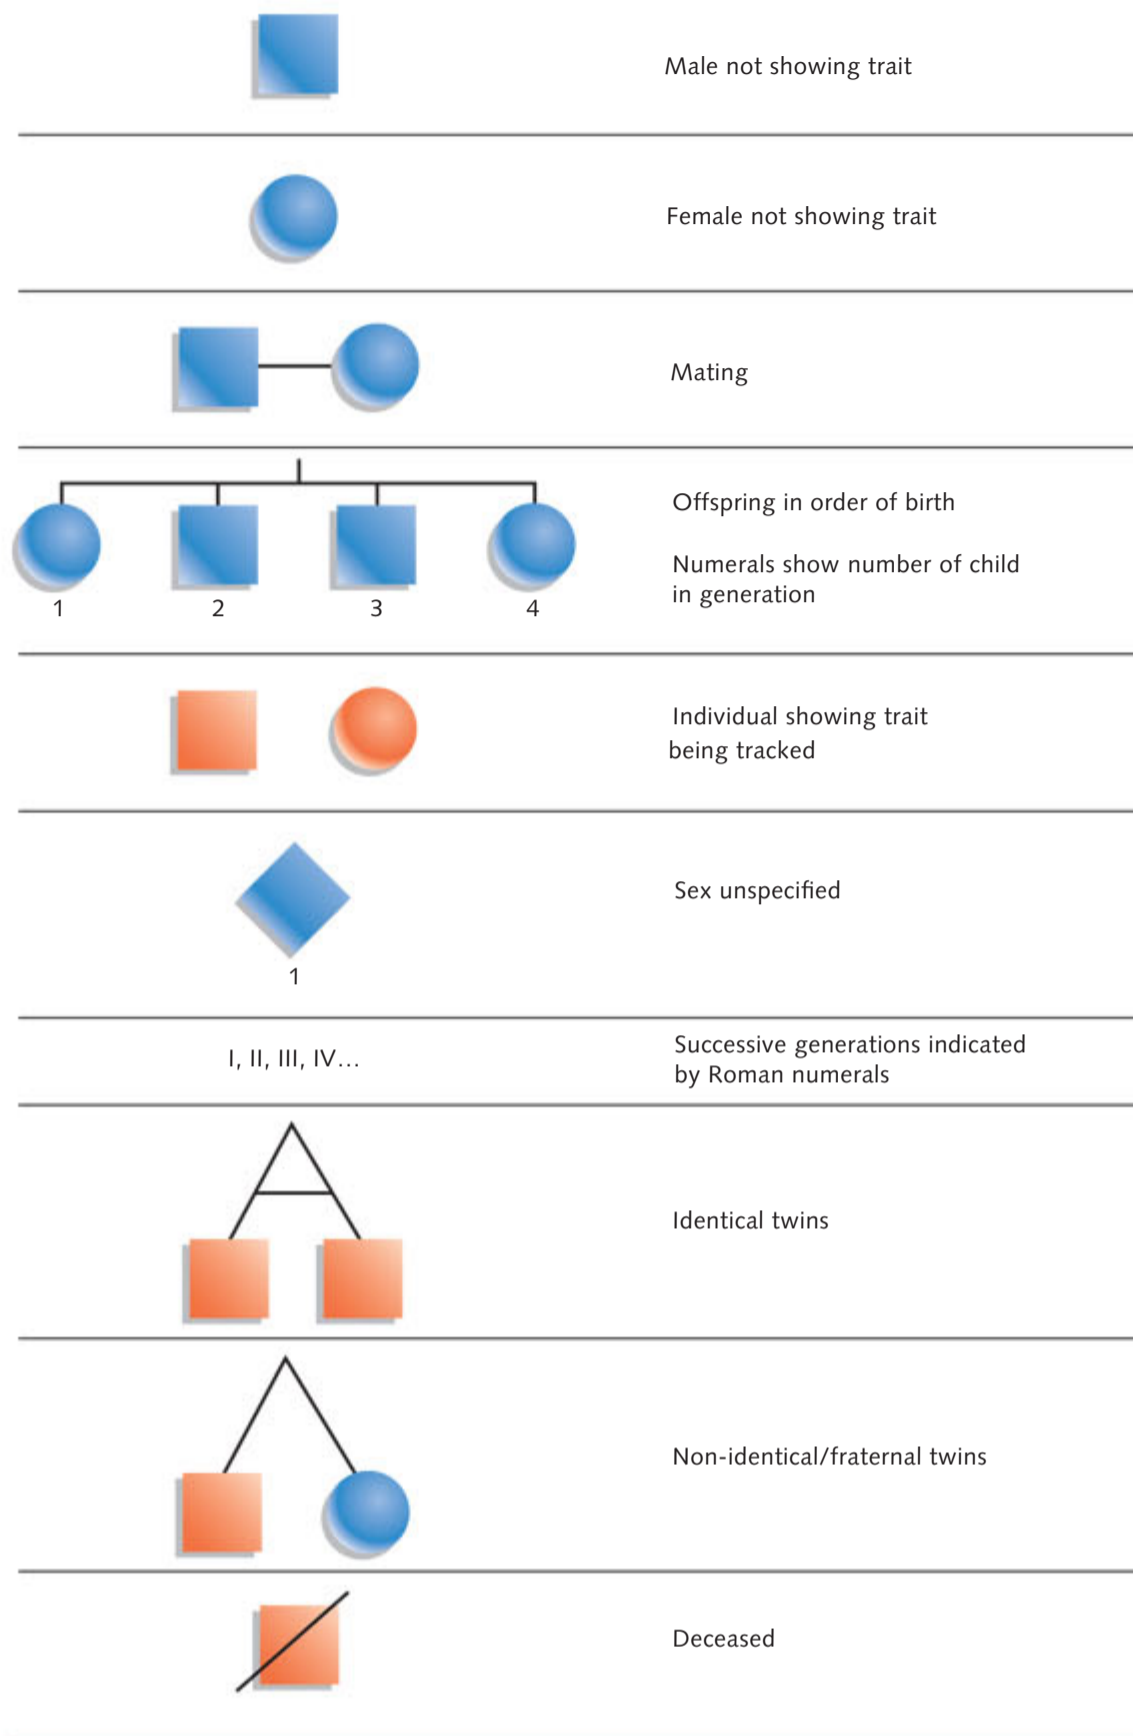 Male not showing trait
Female not showing trait
Mating
1 2 3 4
Offspring in order of birth
Numerals show number of child
in generation
Individual showing trait
being tracked
1
Sex unspecified
I, II, III, IV...
Successive generations indicated
by Roman numerals
Identical twins
Non-identical/fraternal twins
Deceased